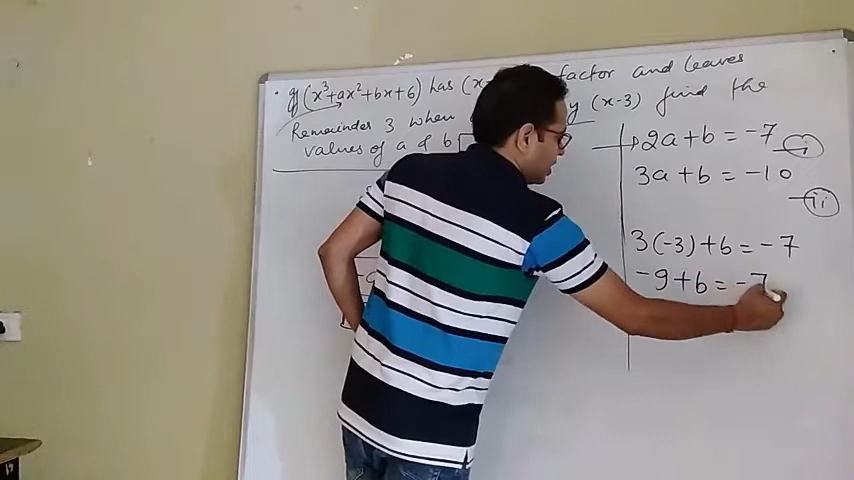 • If (x³+ax²+bx+6) has (x- factor and leaves
Remainder 3 when y (x-3) find the
values of a & b
2a+b = -7 (i)
3a+b = -10
(ii)
3(-3)+b = -7
-9+b = -7